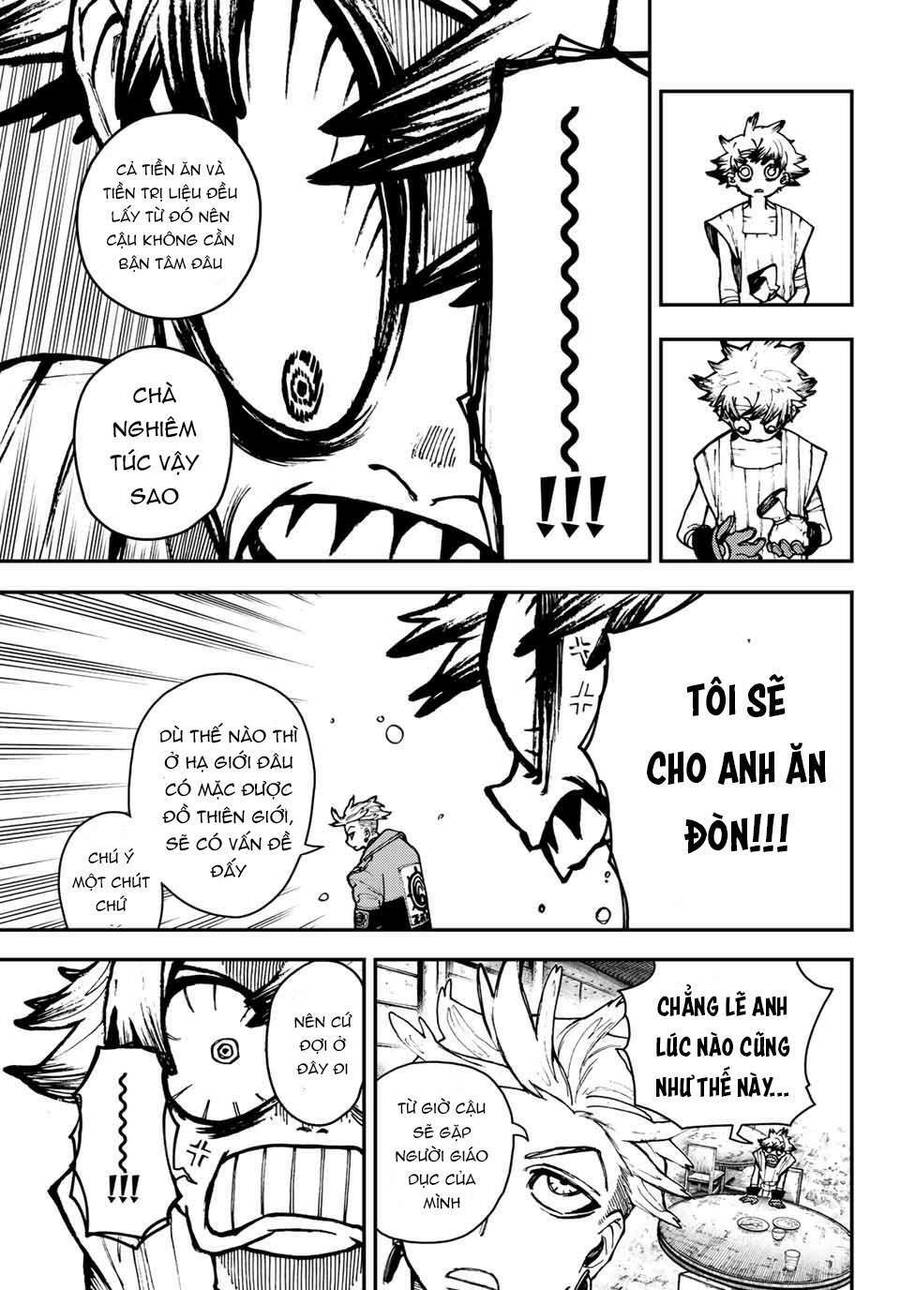 CẢ TIỀN ĂN VÀ
TIỀN TRỊ LIỆU ĐỀU
LẤY TỪ ĐÓ NÊN
CẬU KHÔNG CẦN
BẬN TÂM ĐÂU
CHÀ
NGHIÊM
TÚC VẬY
SAO
!!!
TÔI SẼ
CHO ANH ĂN
ĐÒN!!!
DÙ THẾ NÀO THÌ
Ở HẠ GIỚI ĐÂU
CÓ MẶC ĐƯỢC
ĐỒ THIÊN GIỚI,
SẼ CÓ VẤN ĐỀ
ĐẤY
CHÚ Ý
MỘT CHÚT
CHỨ
CHẲNG LẼ ANH
LÚC NÀO CŨNG
NHƯ THẾ NÀY...
TỪ GIỜ CẬU
SẼ GẶP
NGƯỜI GIÁO
DỤC CỦA
MÌNH
NÊN CỨ
ĐỢI Ở
ĐÂY ĐI
!!!